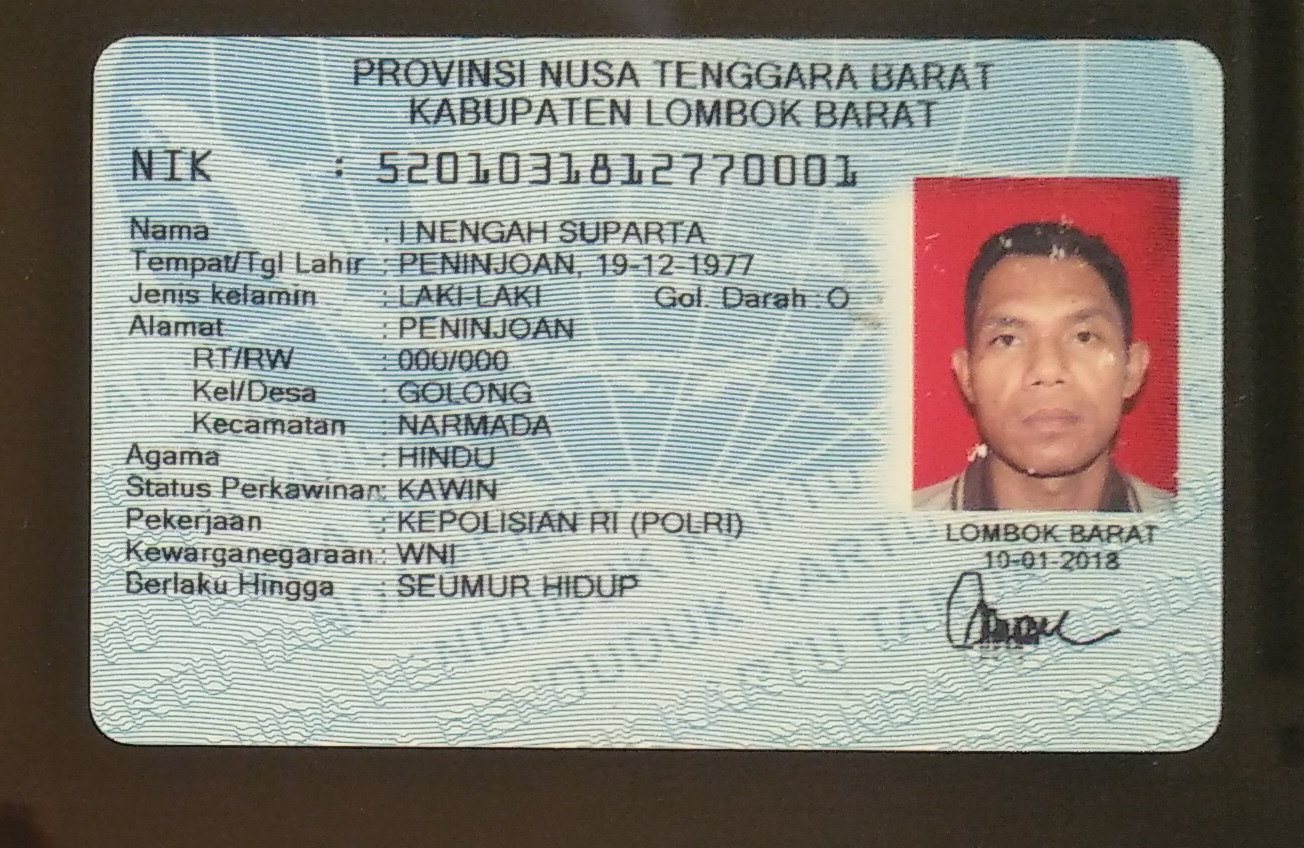 PROVINSI NUSA TENGGARA BARAT
KABUPATEN LOMBOK BARAT
NIK : 5201031812770001
Nama : I NENGAH SUPARTA
Tempat/Tgl Lahir : PENINJOAN, 19-12-1977
Jenis kelamin : LAKI-LAKI Gol. Darah : O
Alamat : PENINJOAN
RT/RW : 000/000
Kel/Desa : GOLONG
Kecamatan : NARMADA
Agama : HINDU
Status Perkawinan: KAWIN
Pekerjaan : KEPOLISIAN RI (POLRI)
Kewarganegaraan: WNI
Berlaku Hingga : SEUMUR HIDUP
LOMBOK BARAT
10-01-2018